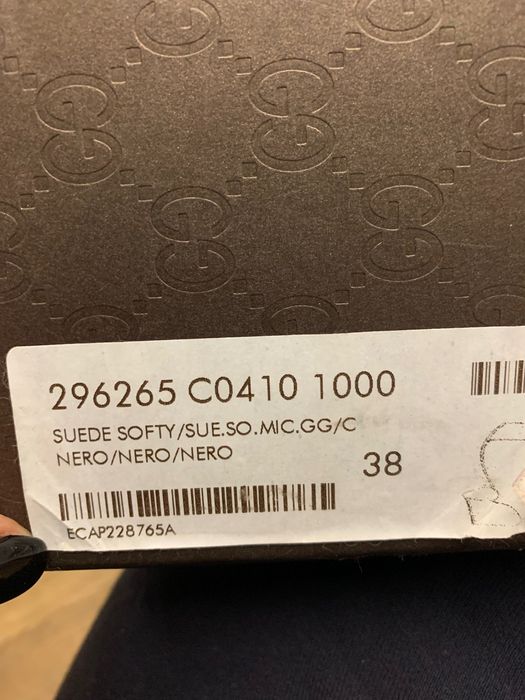 296265 C0410 1000
SUEDE SOFTY/SUE.SO.MIC.GG/C
NERO/NERO/NERO
38
ECAP228765A